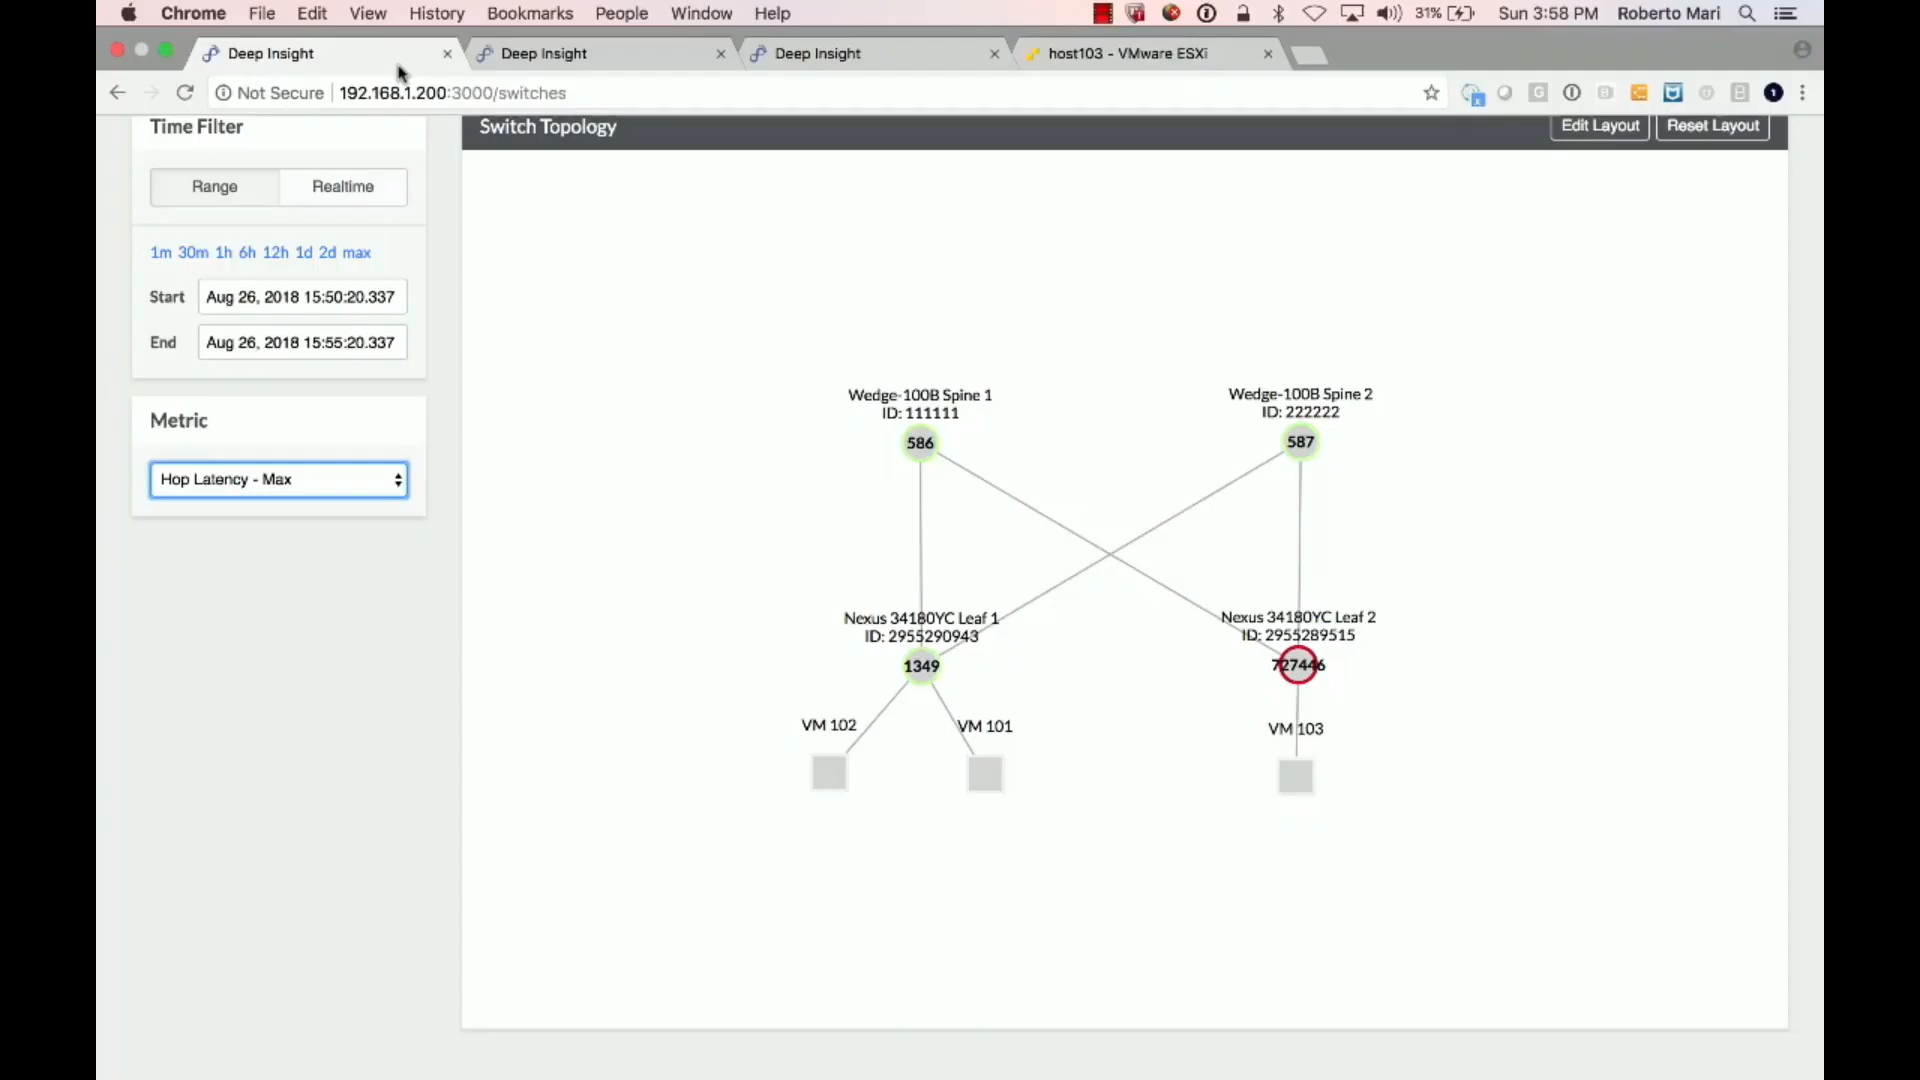 Chrome File Edit View History Bookmarks People Window Help 31% Sun 3:58 PM Roberto Mari
Deep Insight Deep Insight Deep Insight host103 - VMware ESXi
Not Secure 192.168.1.200:3000/switches
Time Filter
Range Realtime
1m 30m 1h 6h 12h 1d 2d max
Start Aug 26, 2018 15:50:20.337
End Aug 26, 2018 15:55:20.337
Metric
Hop Latency - Max
Switch Topology Edit Layout Reset Layout
Wedge-100B Spine 1
ID: 111111
586
Wedge-100B Spine 2
ID: 222222
587
Nexus 34180YC Leaf 1
ID: 2955290943
1349
Nexus 34180YC Leaf 2
ID: 2955289515
727446
VM 102 VM 101 VM 103